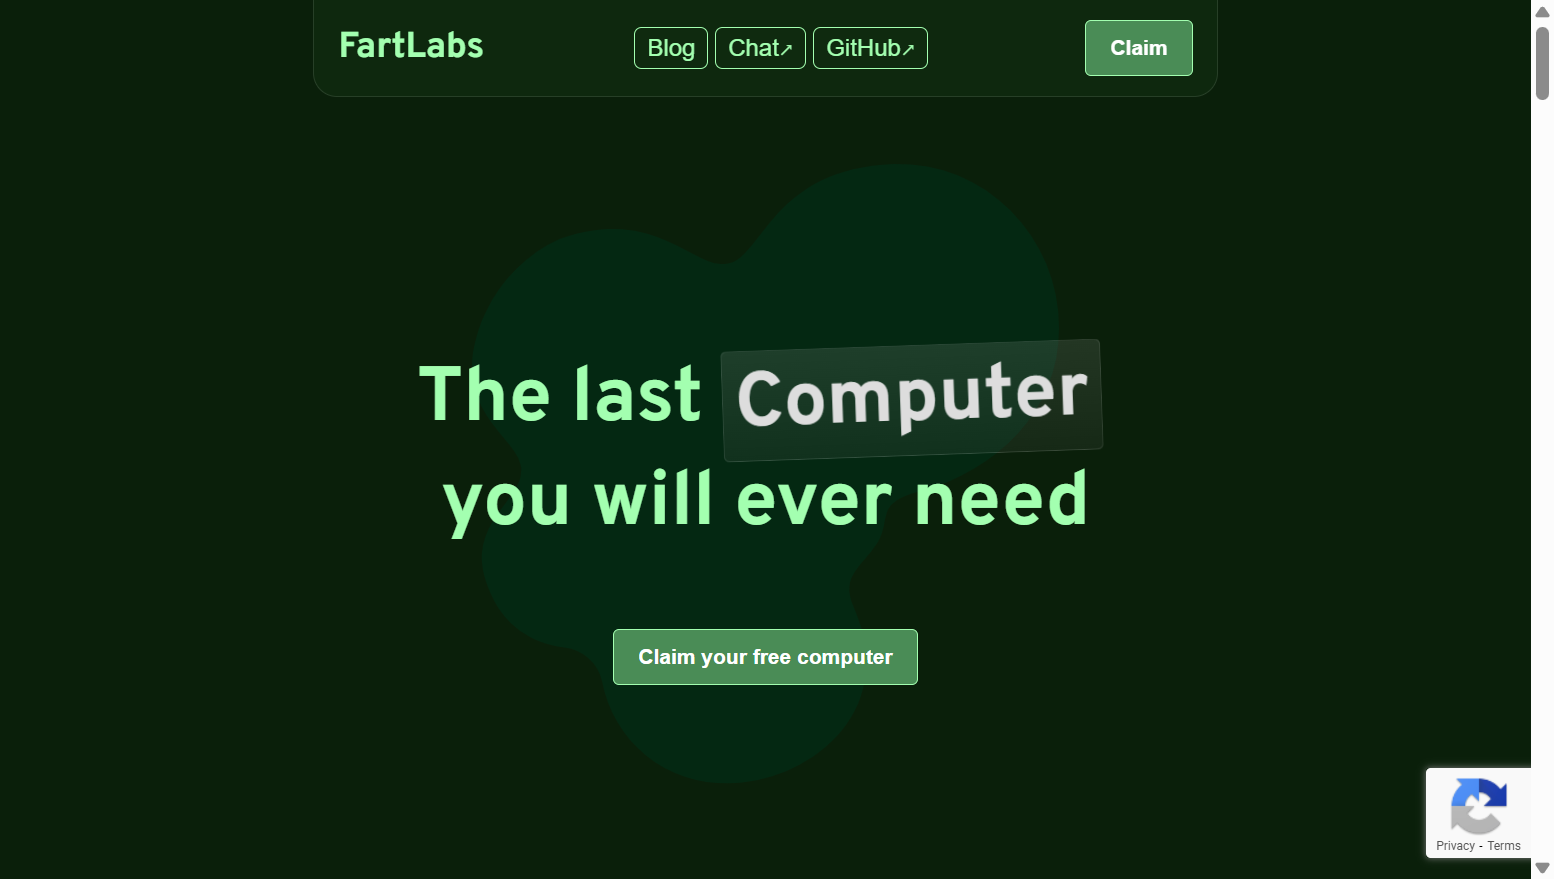 FartLabs
Blog
Chat↗
GitHub↗
Claim
The last Computer
you will ever need
Claim your free computer
Privacy - Terms